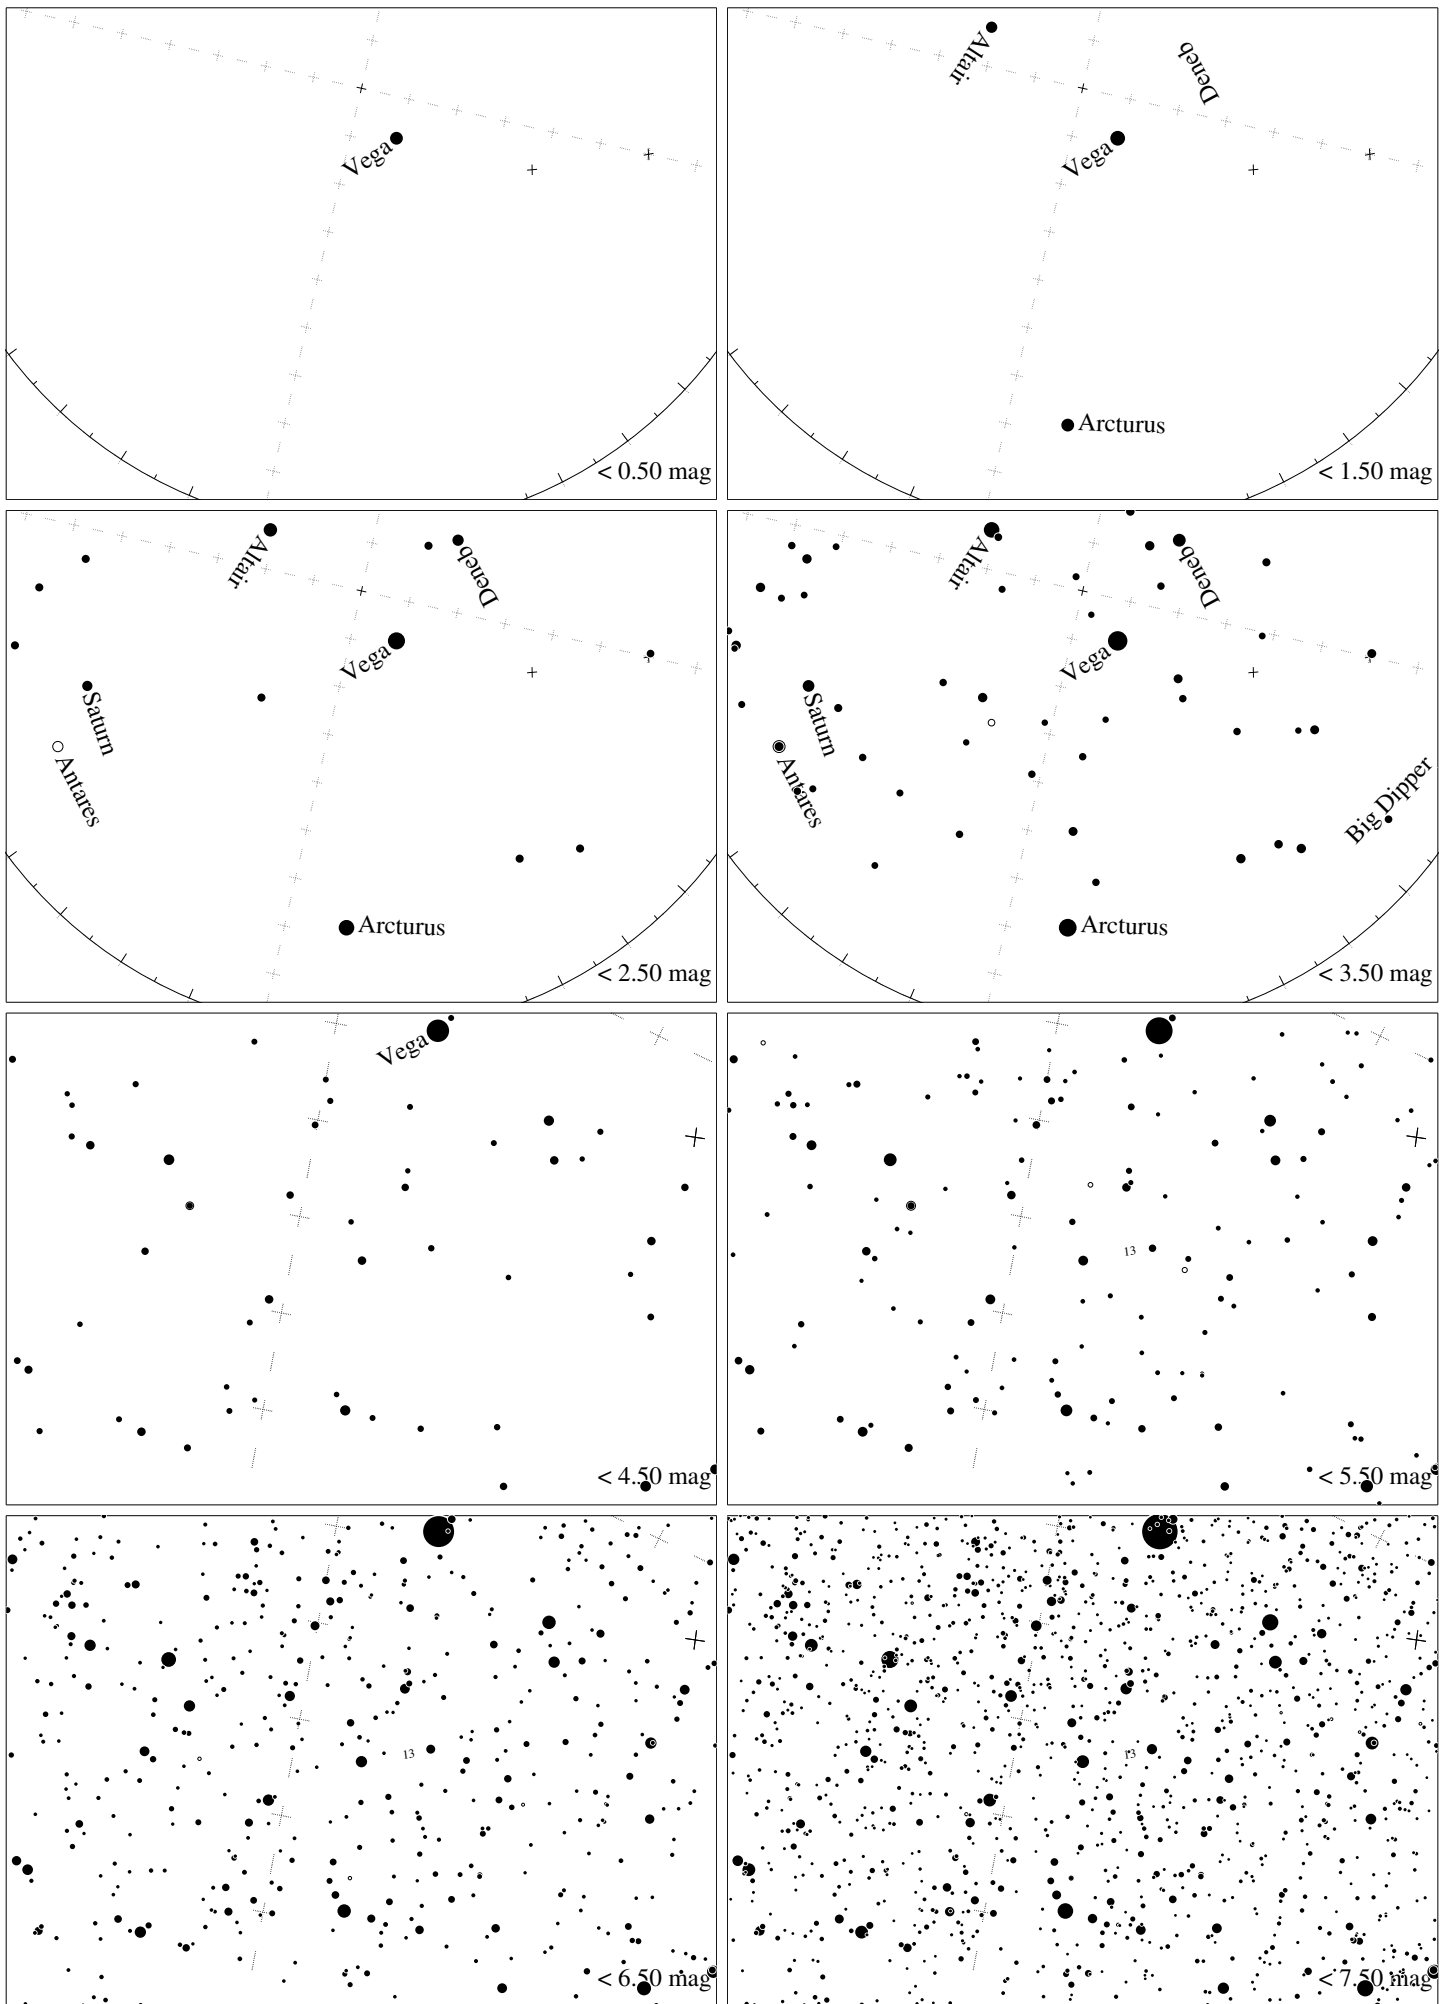 Vega
< 0.50 mag
Altair
Deneb
Vega
Arcturus
< 1.50 mag
Altair
Deneb
Vega
Saturn
Antares
Arcturus
< 2.50 mag
Altair
Deneb
Vega
Saturn
Antares
Big Dipper
Arcturus
< 3.50 mag
Vega
< 4.50 mag
13
< 5.50 mag
13
< 6.50 mag
13
< 7.50 mag